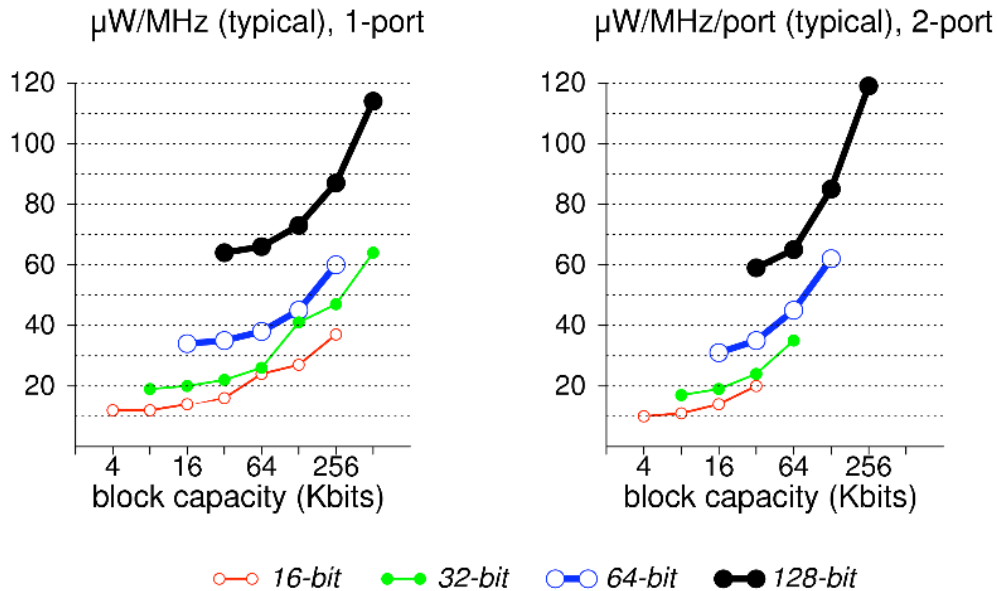 µW/MHz (typical), 1-port
120
100
80
60
40
20
4 16 64 256
block capacity (Kbits)
µW/MHz/port (typical), 2-port
120
100
80
60
40
20
4 16 64 256
block capacity (Kbits)
16-bit 32-bit 64-bit 128-bit